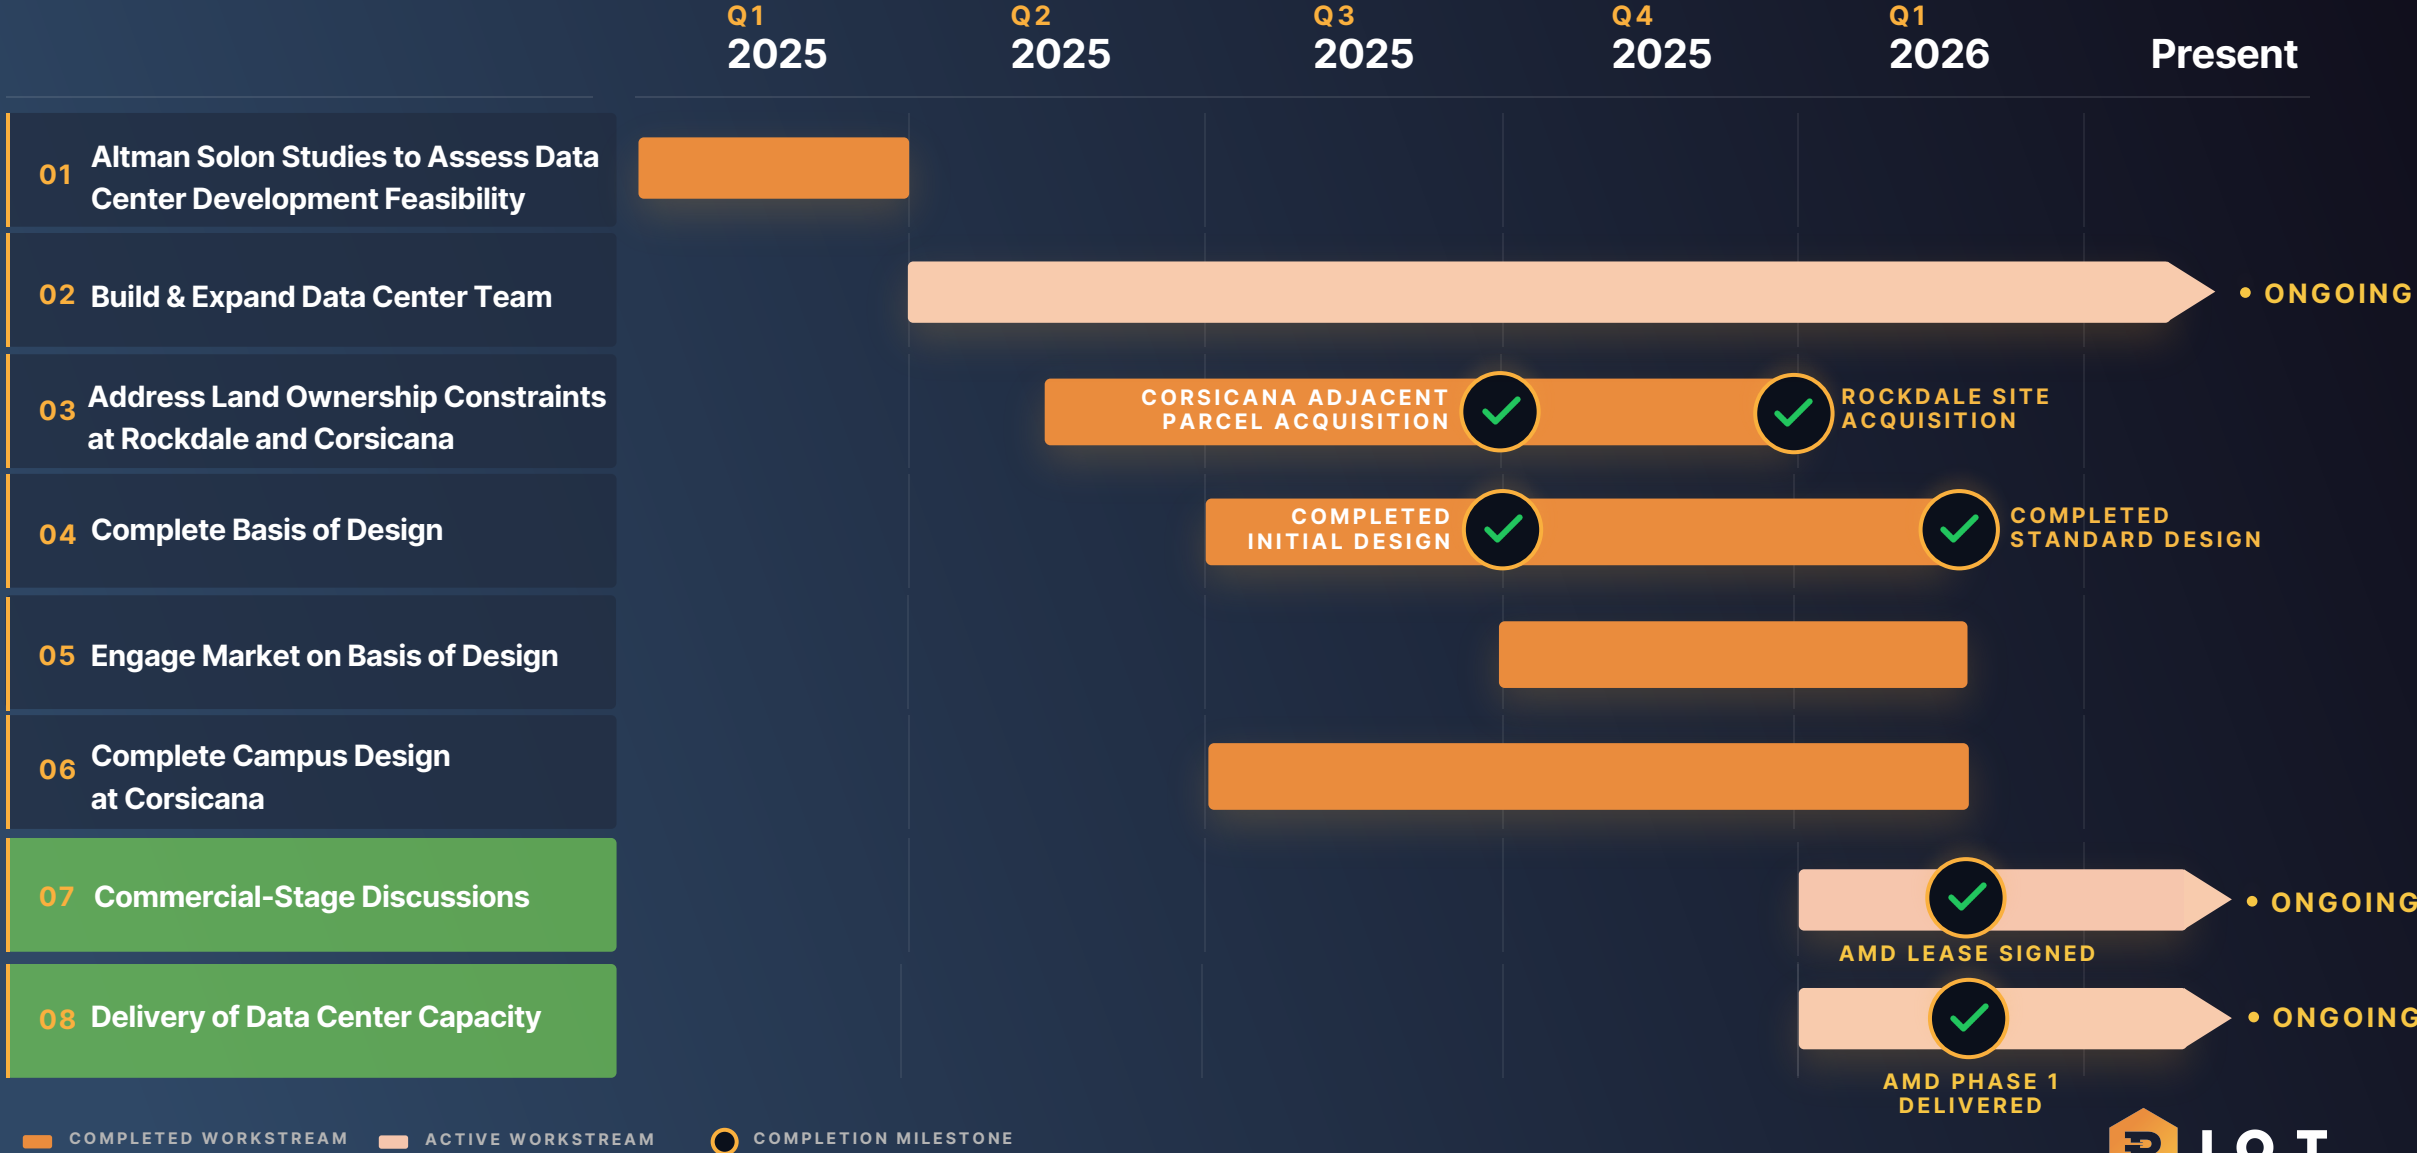 Q1
2025
Q2
2025
Q3
2025
Q4
2025
Q1
2026
Present
01
Altman Solon Studies to Assess Data
Center Development Feasibility
02
Build & Expand Data Center Team
• ONGOING
03
Address Land Ownership Constraints
at Rockdale and Corsicana
CORSICANA ADJACENT
PARCEL ACQUISITION
ROCKDALE SITE
ACQUISITION
04
Complete Basis of Design
COMPLETED
INITIAL DESIGN
COMPLETED
STANDARD DESIGN
05
Engage Market on Basis of Design
06
Complete Campus Design
at Corsicana
07
Commercial-Stage Discussions
• ONGOING
AMD LEASE SIGNED
08
Delivery of Data Center Capacity
• ONGOING
AMD PHASE 1
DELIVERED
COMPLETED WORKSTREAM
ACTIVE WORKSTREAM
COMPLETION MILESTONE
RIOT